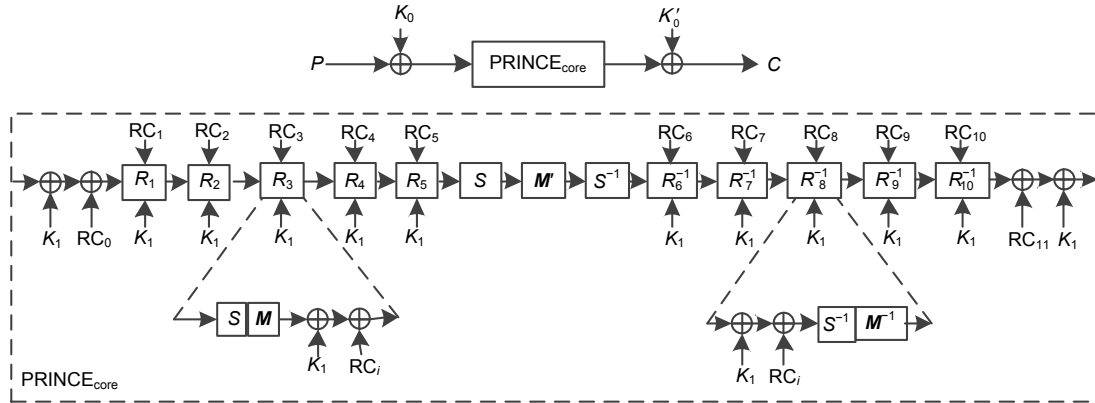 K₀ K′₀
P PRINCEcore C
RC₁ RC₂ RC₃ RC₄ RC₅ RC₆ RC₇ RC₈ RC₉ RC₁₀
R₁ R₂ R₃ R₄ R₅ S M′ S⁻¹ R₆⁻¹ R₇⁻¹ R₈⁻¹ R₉⁻¹ R₁₀⁻¹
K₁ RC₀ K₁ K₁ K₁ K₁ K₁ K₁ K₁ K₁ K₁ K₁ RC₁₁ K₁
S M S⁻¹ M⁻¹
K₁ RCᵢ K₁ RCᵢ
PRINCEcore